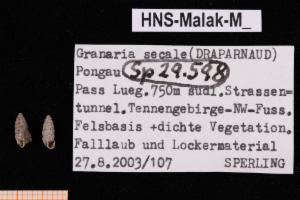 HNS-Malak-M_
Granaria secale(DRAPARNAUD)
Pongau Sp 29.598
Pass Lueg.750m südl.Strassen-
tunnel.Tennengebirge-NW-Fuss.
Felsbasis +dichte Vegetation.
Falllaub und Lockermaterial
27.8.2003/107 SPERLING